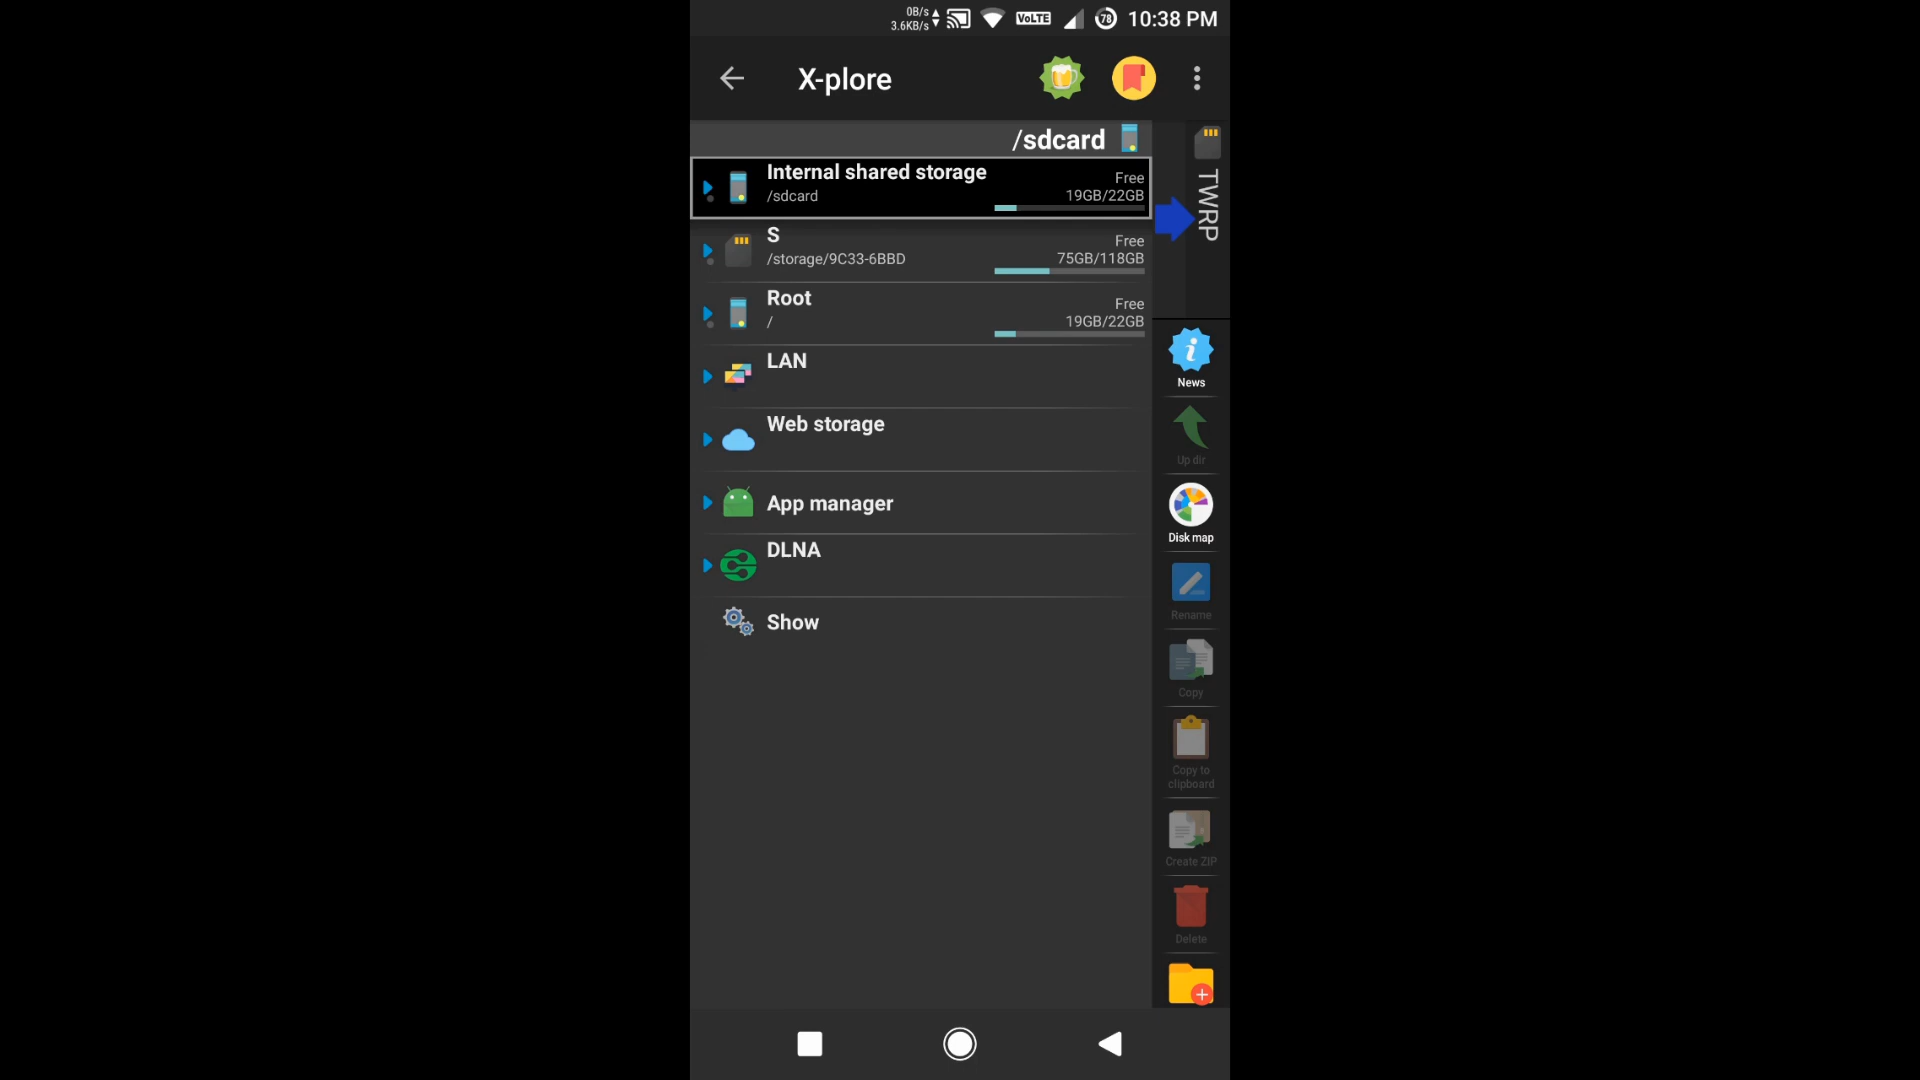 0B/s
3.6KB/s
VoLTE
78
10:38 PM
X-plore
/sdcard
Internal shared storage
/sdcard
Free
19GB/22GB
S
/storage/9C33-6BBD
Free
75GB/118GB
Root
/
Free
19GB/22GB
LAN
Web storage
App manager
DLNA
Show
TWRP
News
Up dir
Disk map
Rename
Copy
Copy to
clipboard
Create ZIP
Delete